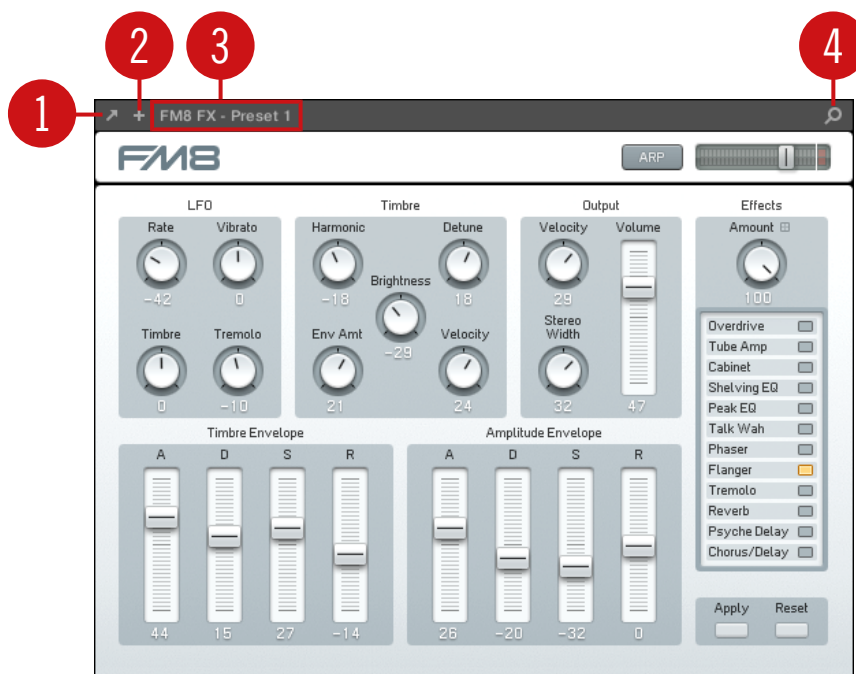 2 3 4
1
+ FM8 FX - Preset 1
FM8 ARP
LFO Timbre Output Effects
Rate Vibrato Harmonic Detune Velocity Volume Amount
-42 0 -18 Brightness 18 29 100
Timbre Tremolo Env Amt -29 Velocity Stereo Width
0 -10 21 24 32 47
Overdrive
Tube Amp
Cabinet
Shelving EQ
Peak EQ
Talk Wah
Phaser
Flanger
Tremolo
Reverb
Psyche Delay
Chorus/Delay
Timbre Envelope Amplitude Envelope
A D S R A D S R
44 15 27 -14 26 -20 -32 0
Apply Reset